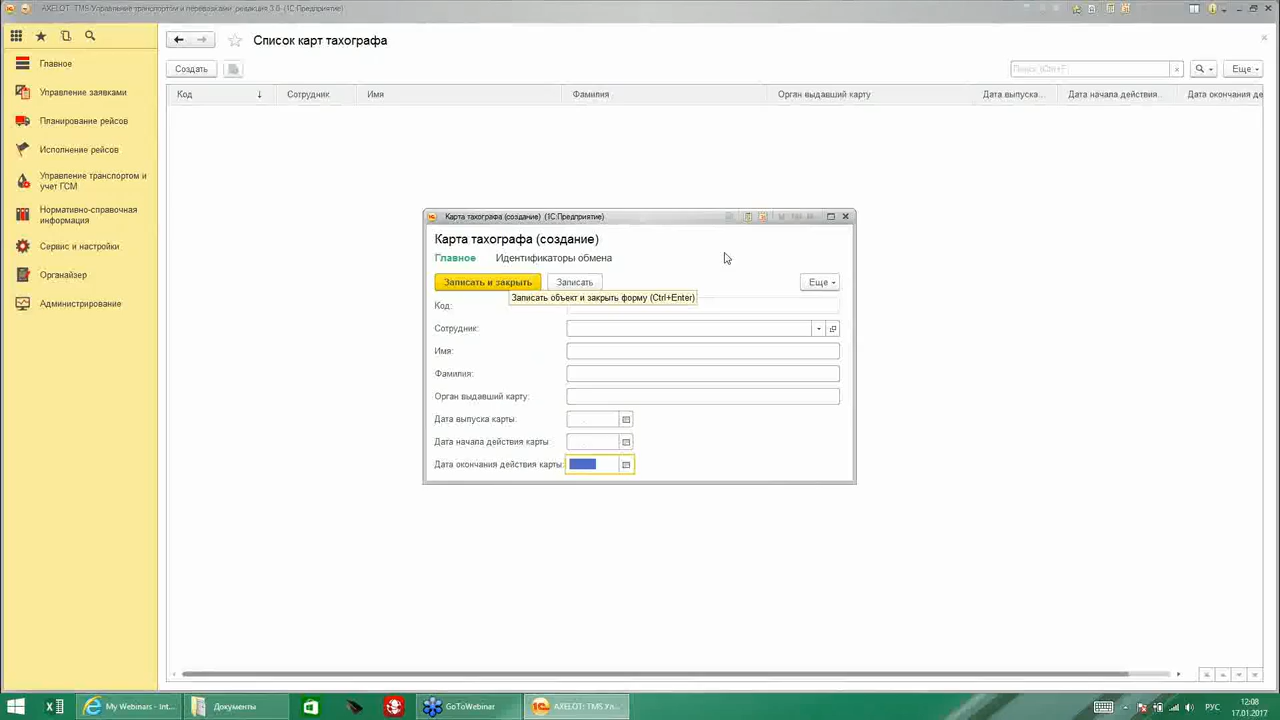 AXELOT: TMS Управление транспортом и перевозками, редакция 3.0 (1С:Предприятие)
Список карт тахографа
Создать
Поиск (Ctrl+F)
Еще
Код
Сотрудник
Имя
Фамилия
Орган выдавший карту
Дата выпуска...
Дата начала действия...
Дата окончания де
Главное
Управление заявками
Планирование рейсов
Исполнение рейсов
Управление транспортом и
учет ГСМ
Нормативно-справочная
информация
Сервис и настройки
Органайзер
Администрирование
Карта тахографа (создание) (1С:Предприятие)
Карта тахографа (создание)
Главное
Идентификаторы обмена
Записать и закрыть
Записать
Еще
Записать объект и закрыть форму (Ctrl+Enter)
Код:
Сотрудник:
Имя:
Фамилия:
Орган выдавший карту:
Дата выпуска карты:
Дата начала действия карты
Дата окончания действия карты:
My Webinars - Int...
Документы
GoToWebinar
AXELOT: TMS Уп...
РУС
12:08
17.01.2017